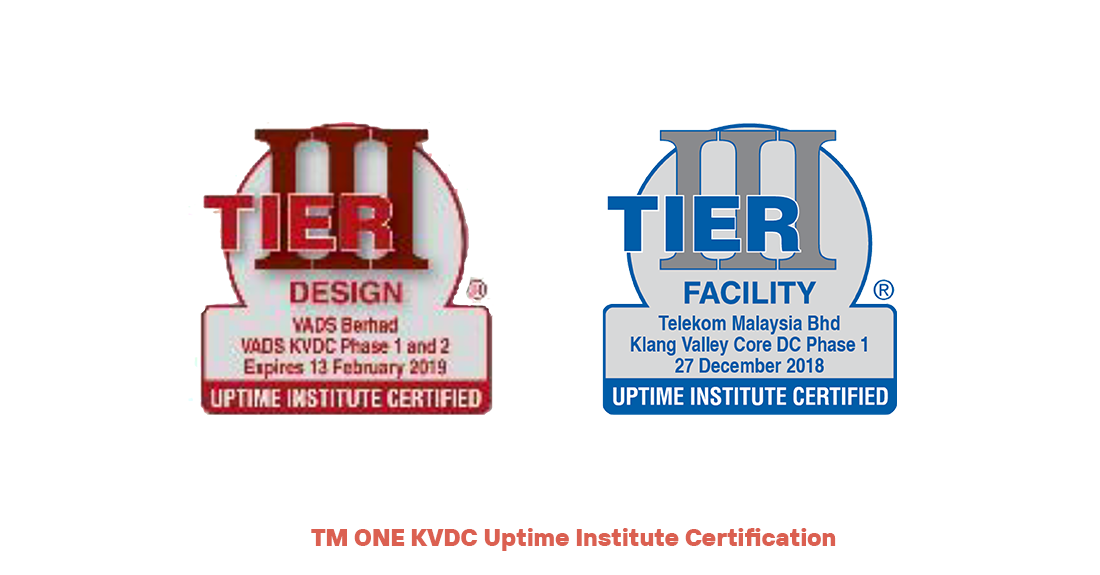 III
TIER
DESIGN
®
VADS Berhad
VADS KVDC Phase 1 and 2
Expires 13 February 2019
UPTIME INSTITUTE CERTIFIED
III
TIER
FACILITY
®
Telekom Malaysia Bhd
Klang Valley Core DC Phase 1
27 December 2018
UPTIME INSTITUTE CERTIFIED
TM ONE KVDC Uptime Institute Certification